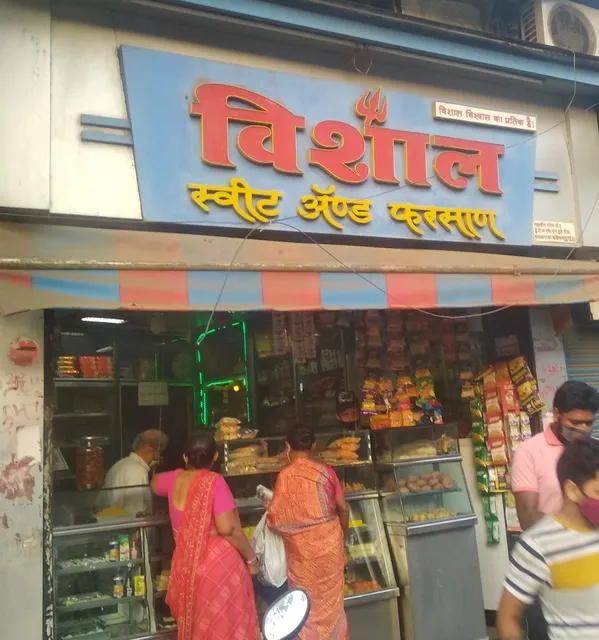 विशाल विश्वास का प्रतिक है।
विशाल
स्वीट ॲण्ड फरसाण